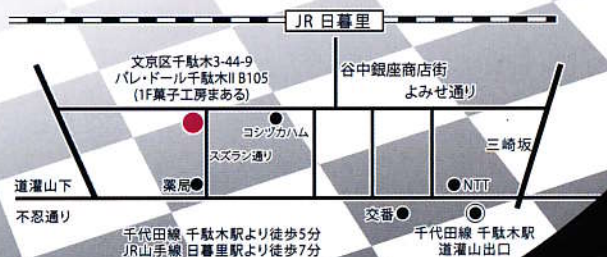 JR 日暮里
文京区千駄木3-44-9
パレ・ドール千駄木II B105
(1F菓子工房まある)
谷中銀座商店街
よみせ通り
コシヅカハム
スズラン通り
三崎坂
道灌山下
薬局
NTT
不忍通り
交番
千代田線 千駄木駅より徒歩5分
JR山手線 日暮里駅より徒歩7分
千代田線 千駄木駅
道灌山出口